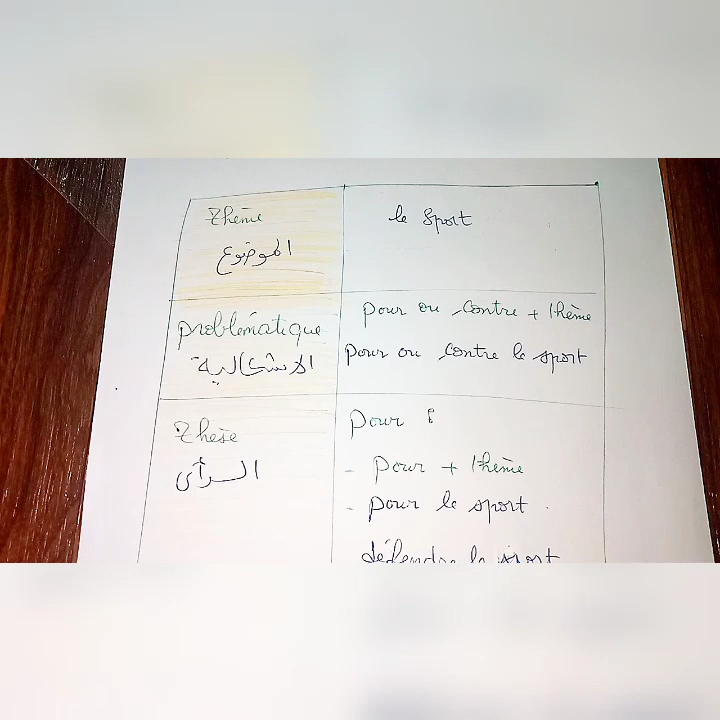 Thème
الموضوع
le Sport
problématique
الاشكالية
pour ou contre + thème
pour ou contre le sport
Thèse
الرأي
pour :
- pour + thème
- pour le sport.
défendre le sport